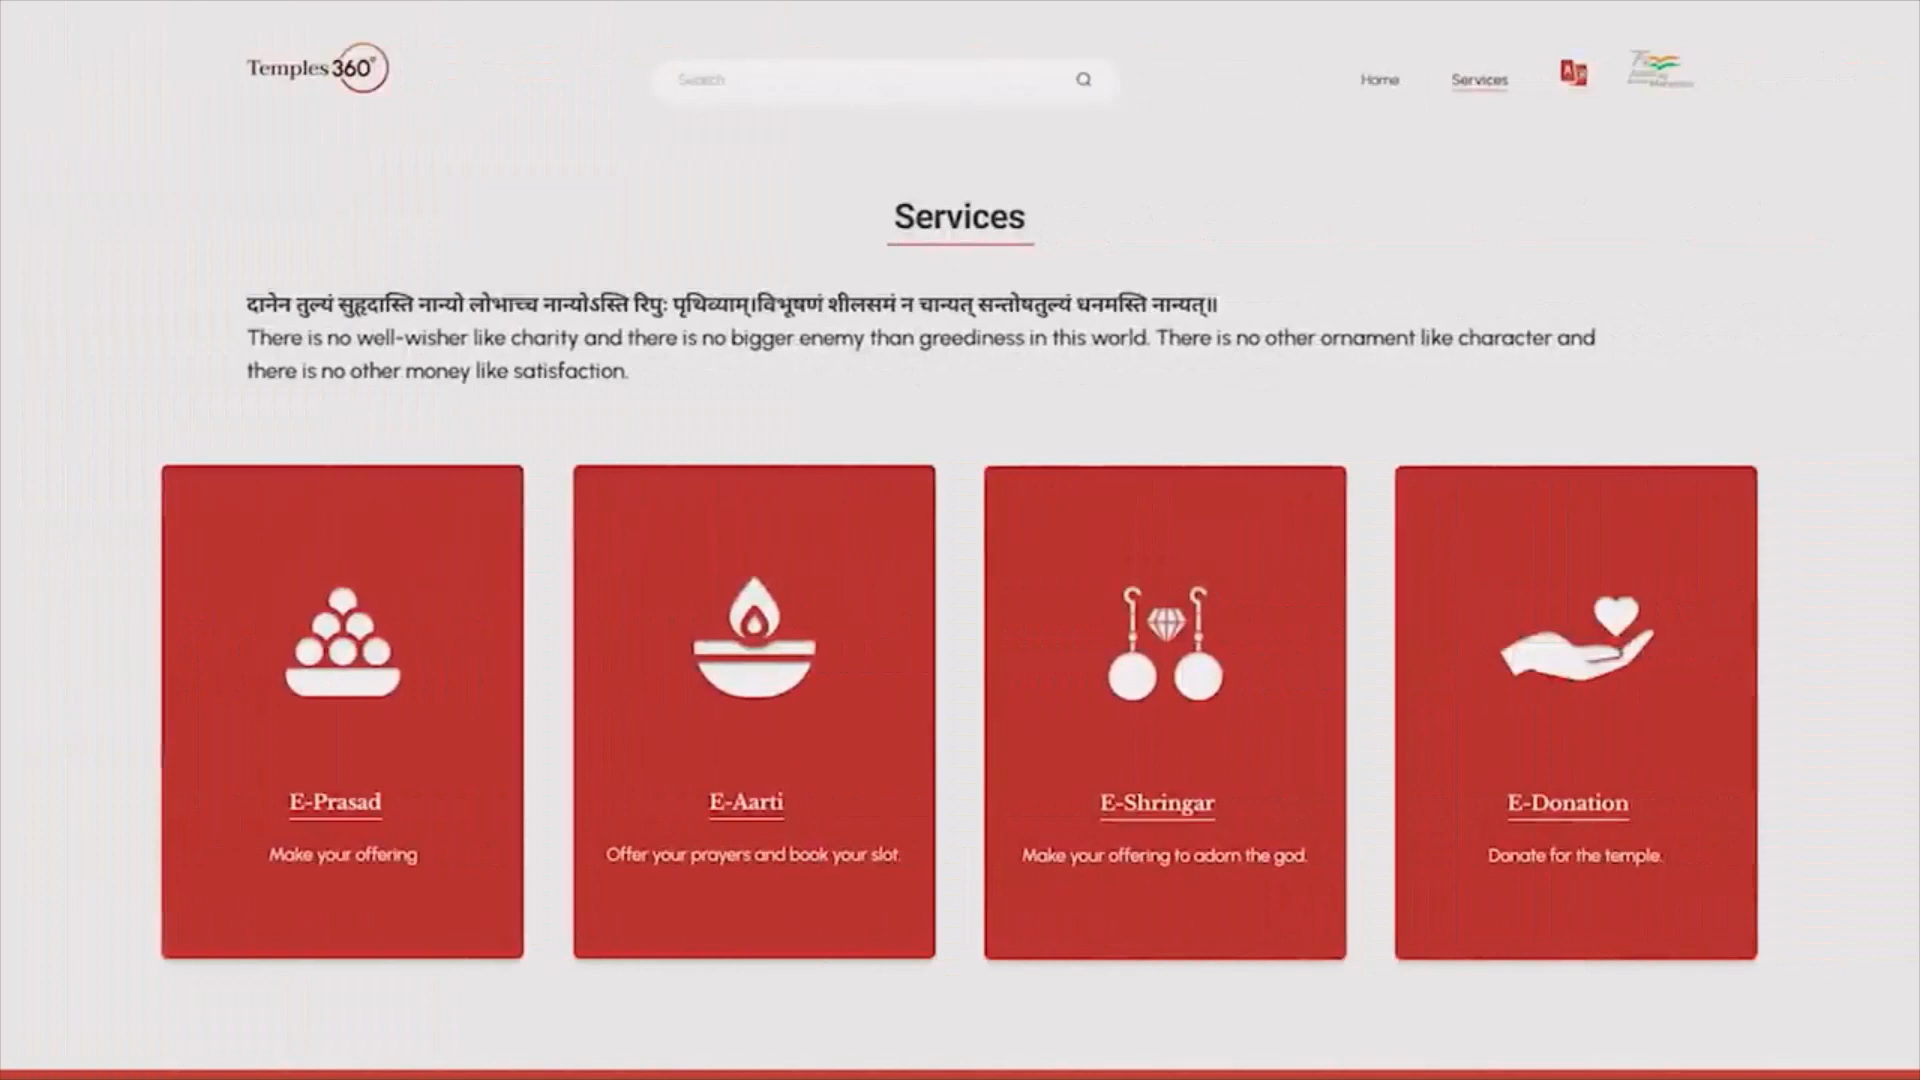 Temples 360°
Search
Home
Services
Services
दानेन तुल्यं सुहृदास्ति नान्यो लोभाच्च नान्योऽस्ति रिपुः पृथिव्याम्।विभूषणं शीलसमं न चान्यत् सन्तोषतुल्यं धनमस्ति नान्यत्॥
There is no well-wisher like charity and there is no bigger enemy than greediness in this world. There is no other ornament like character and
there is no other money like satisfaction.
E-Prasad
Make your offering
E-Aarti
Offer your prayers and book your slot.
E-Shringar
Make your offering to adorn the god.
E-Donation
Donate for the temple.